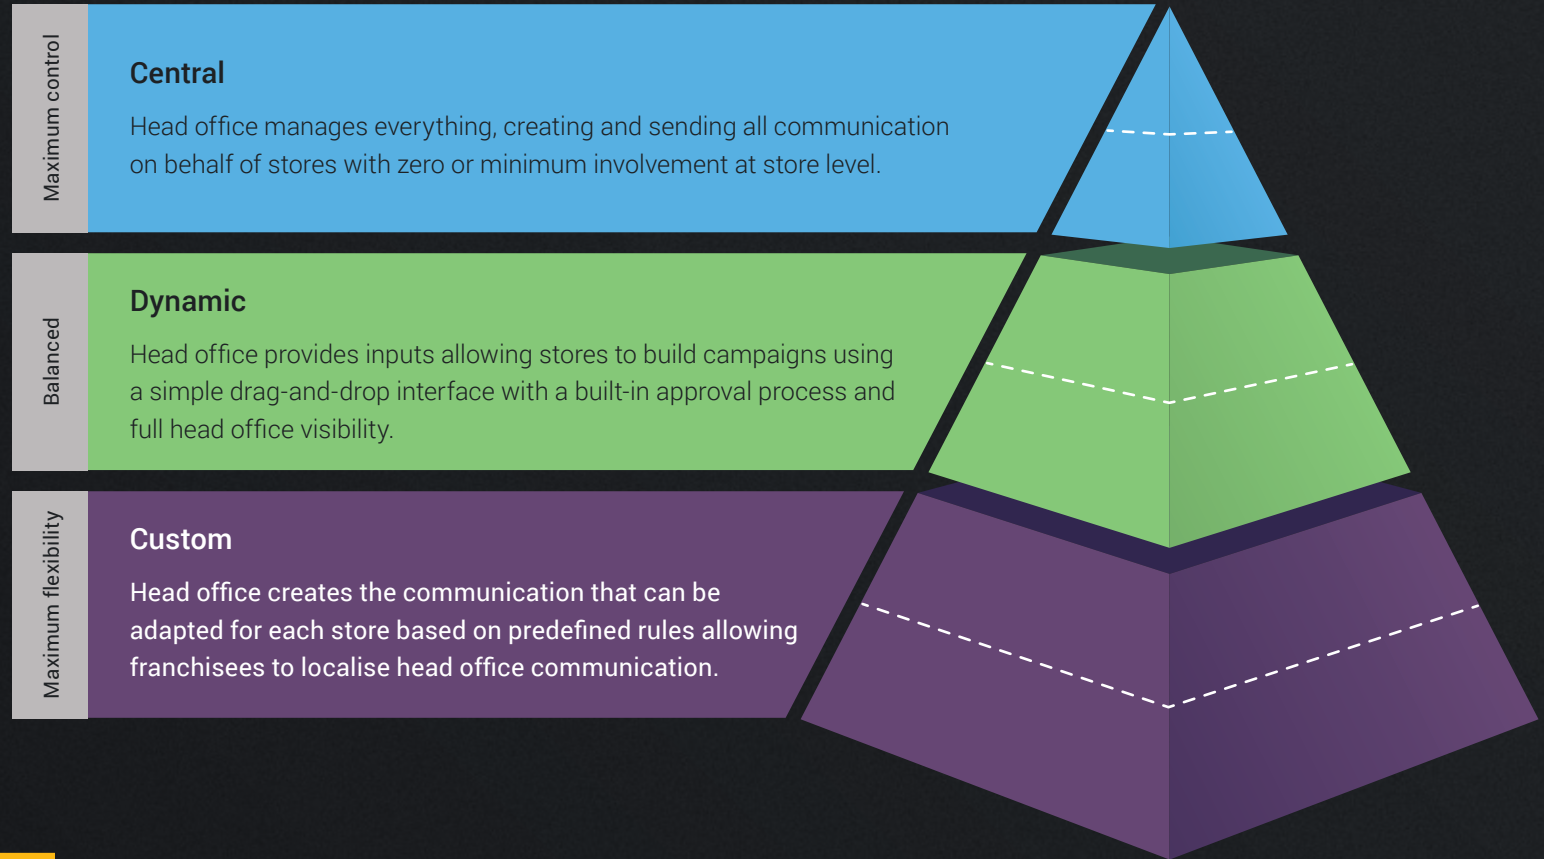 Maximum control
Central
Head office manages everything, creating and sending all communication
on behalf of stores with zero or minimum involvement at store level.
Balanced
Dynamic
Head office provides inputs allowing stores to build campaigns using
a simple drag-and-drop interface with a built-in approval process and
full head office visibility.
Maximum flexibility
Custom
Head office creates the communication that can be
adapted for each store based on predefined rules allowing
franchisees to localise head office communication.